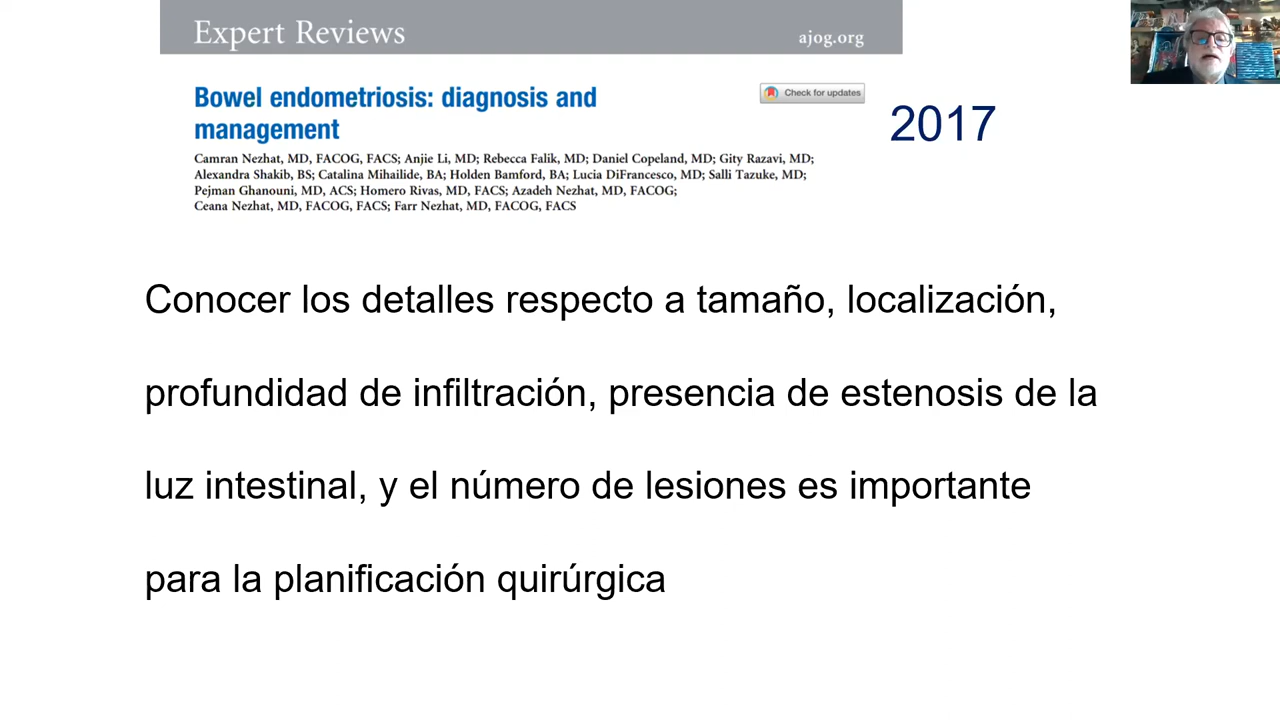 Expert Reviews
ajog.org
Bowel endometriosis: diagnosis and
management
Check for updates
2017
Camran Nezhat, MD, FACOG, FACS; Anjie Li, MD; Rebecca Falik, MD; Daniel Copeland, MD; Gity Razavi, MD;
Alexandra Shakib, BS; Catalina Mihailide, BA; Holden Bamford, BA; Lucia DiFrancesco, MD; Salli Tazuke, MD;
Pejman Ghanouni, MD, ACS; Homero Rivas, MD, FACS; Azadeh Nezhat, MD, FACOG;
Ceana Nezhat, MD, FACOG, FACS; Farr Nezhat, MD, FACOG, FACS
Conocer los detalles respecto a tamaño, localización,
profundidad de infiltración, presencia de estenosis de la
luz intestinal, y el número de lesiones es importante
para la planificación quirúrgica